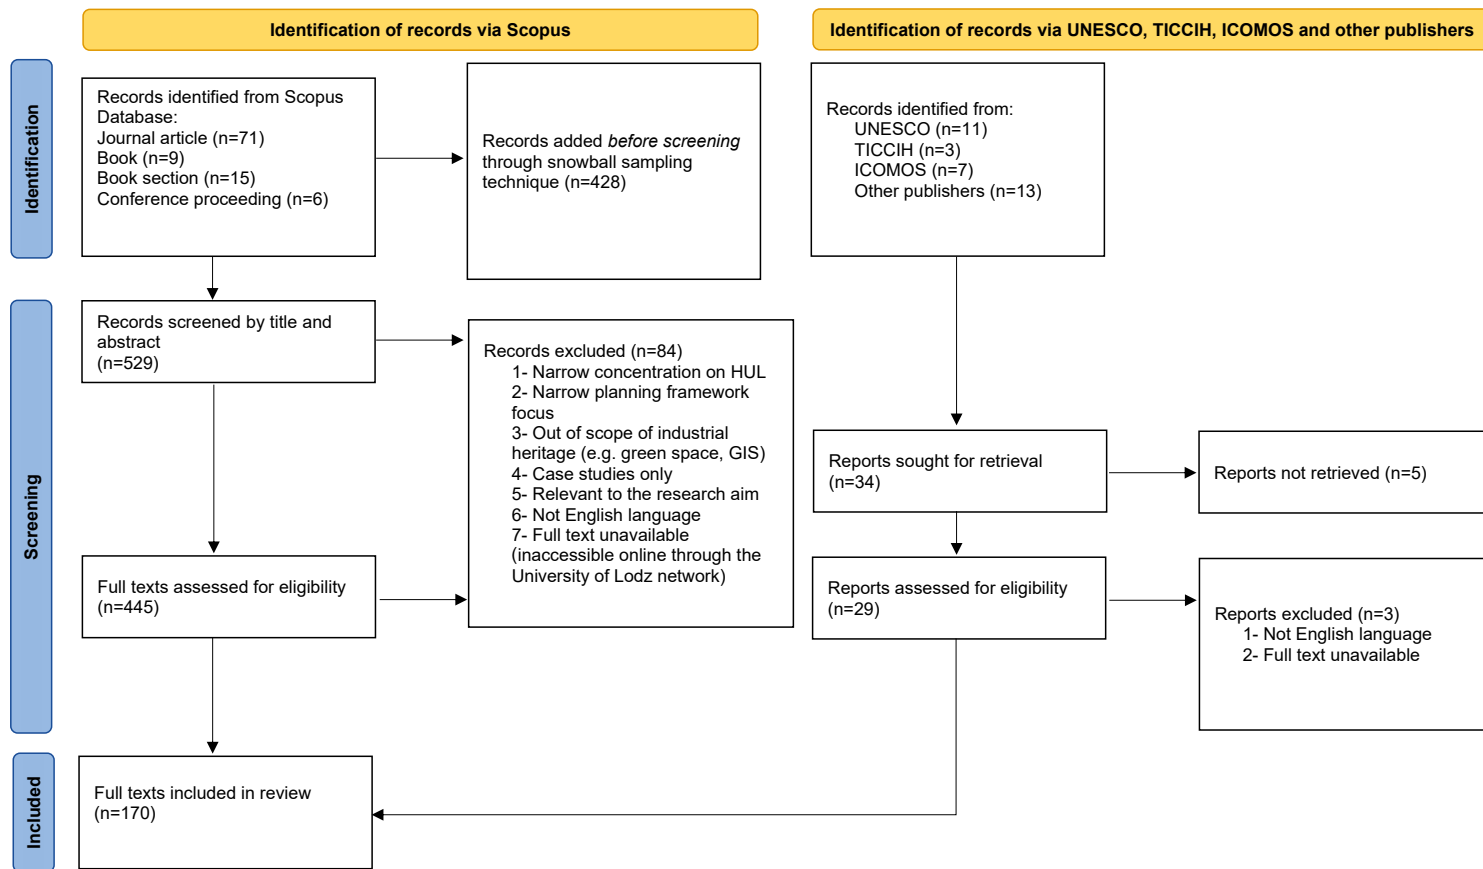 Identification of records via Scopus
Identification of records via UNESCO, TICCIH, ICOMOS and other publishers
Identification
Records identified from Scopus
Database:
Journal article (n=71)
Book (n=9)
Book section (n=15)
Conference proceeding (n=6)
Records added before screening
through snowball sampling
technique (n=428)
Records identified from:
UNESCO (n=11)
TICCIH (n=3)
ICOMOS (n=7)
Other publishers (n=13)
Screening
Records screened by title and
abstract
(n=529)
Records excluded (n=84)
1- Narrow concentration on HUL
2- Narrow planning framework
focus
3- Out of scope of industrial
heritage (e.g. green space, GIS)
4- Case studies only
5- Relevant to the research aim
6- Not English language
7- Full text unavailable
(inaccessible online through the
University of Lodz network)
Reports sought for retrieval
(n=34)
Reports not retrieved (n=5)
Full texts assessed for eligibility
(n=445)
Reports assessed for eligibility
(n=29)
Reports excluded (n=3)
1- Not English language
2- Full text unavailable
Included
Full texts included in review
(n=170)